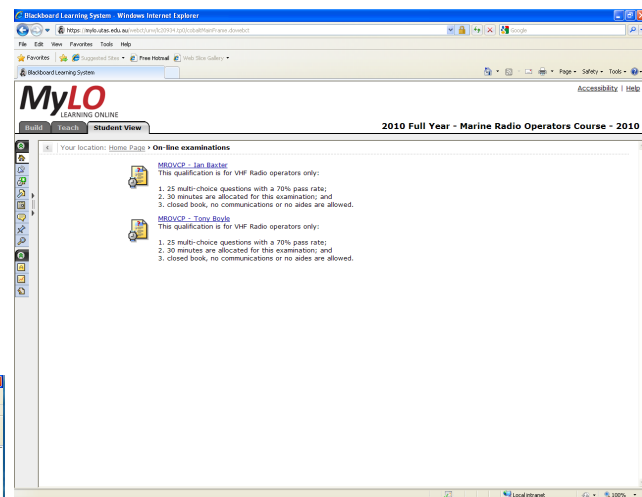 Blackboard Learning System - Windows Internet Explorer
https://mylo.utas.edu.au/webct/urw/lc20934.tp0/cobaltMainFrame.dowebct
Google
File Edit View Favorites Tools Help
Favorites Suggested Sites Free Hotmail Web Slice Gallery
Blackboard Learning System
Page Safety Tools
Accessibility | Help
MyLO
LEARNING ONLINE
Build Teach Student View
2010 Full Year - Marine Radio Operators Course - 2010
Your location: Home Page › On-line examinations
MROVCP - Ian Baxter
This qualification is for VHF Radio operators only:
1. 25 multi-choice questions with a 70% pass rate;
2. 30 minutes are allocated for this examination; and
3. closed book, no communications or no aides are allowed.
MROVCP - Tony Boyle
This qualification is for VHF Radio operators only:
1. 25 multi-choice questions with a 70% pass rate;
2. 30 minutes are allocated for this examination; and
3. closed book, no communications or no aides are allowed.
Local intranet
100%